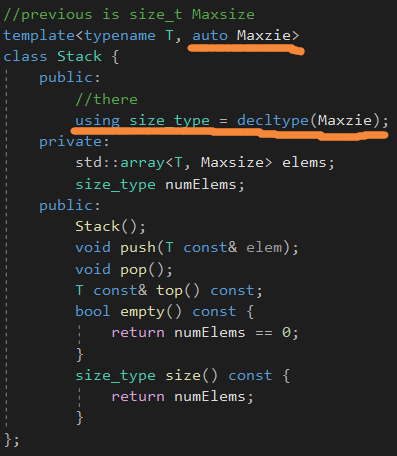 //previous is size_t Maxsize
template<typename T, auto Maxzie>
class Stack {
public:
//there
using size_type = decltype(Maxzie);
private:
std::array<T, Maxsize> elems;
size_type numElems;
public:
Stack();
void push(T const& elem);
void pop();
T const& top() const;
bool empty() const {
return numElems == 0;
}
size_type size() const {
return numElems;
}
};